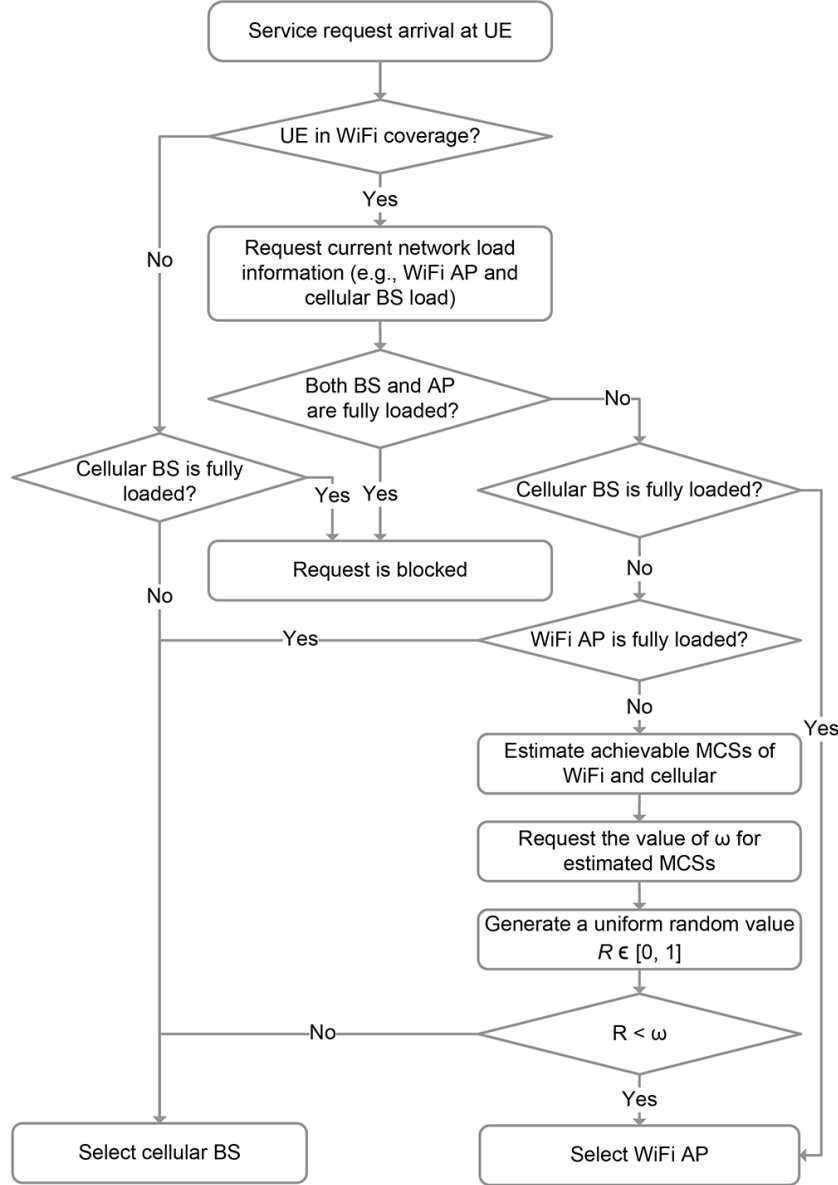 Service request arrival at UE
UE in WiFi coverage?
Yes
No
Request current network load
information (e.g., WiFi AP and
cellular BS load)
Both BS and AP
are fully loaded?
No
Cellular BS is fully
loaded?
Yes
Yes
Cellular BS is fully loaded?
Request is blocked
No
No
Yes
WiFi AP is fully loaded?
No
Yes
Estimate achievable MCSs of
WiFi and cellular
Request the value of ω for
estimated MCSs
Generate a uniform random value
R ϵ [0, 1]
No
R < ω
Yes
Select cellular BS
Select WiFi AP